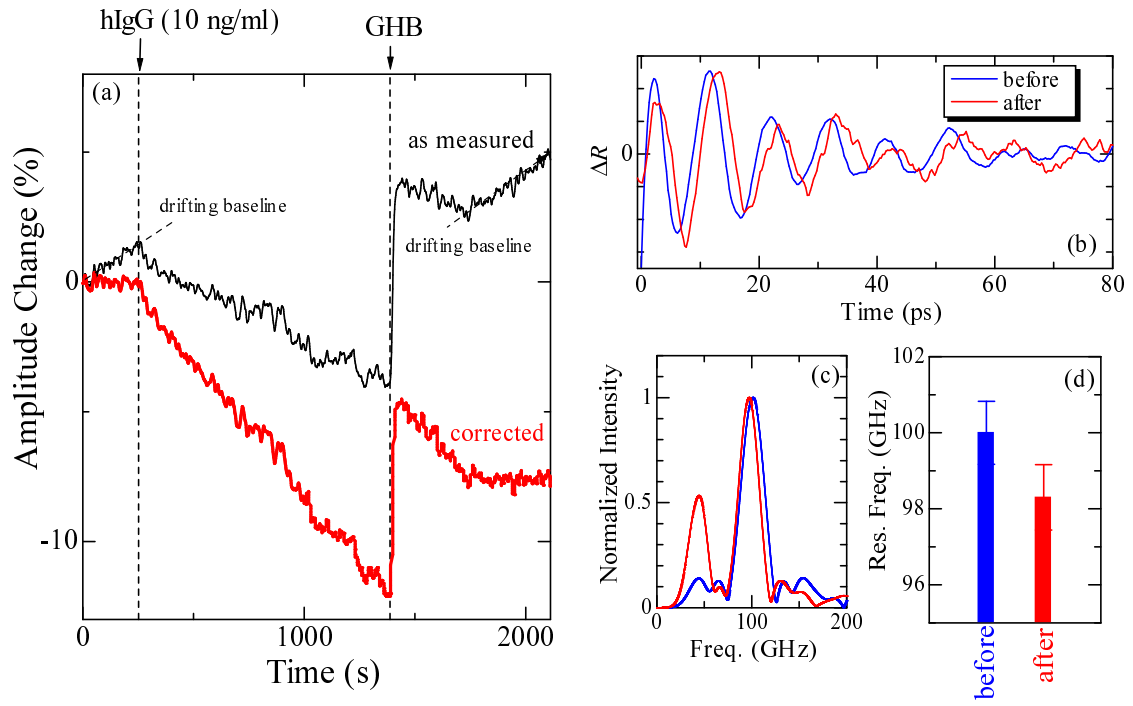 hIgG (10 ng/ml)
GHB
(a)
as measured
drifting baseline
drifting baseline
corrected
0
-10
Amplitude Change (%)
0
1000
2000
Time (s)
before
after
(b)
ΔR
0
0
20
40
60
80
Time (ps)
(c)
Normalized Intensity
1
0.5
0
0
100
200
Freq. (GHz)
(d)
Res. Freq. (GHz)
102
100
98
96
before
after